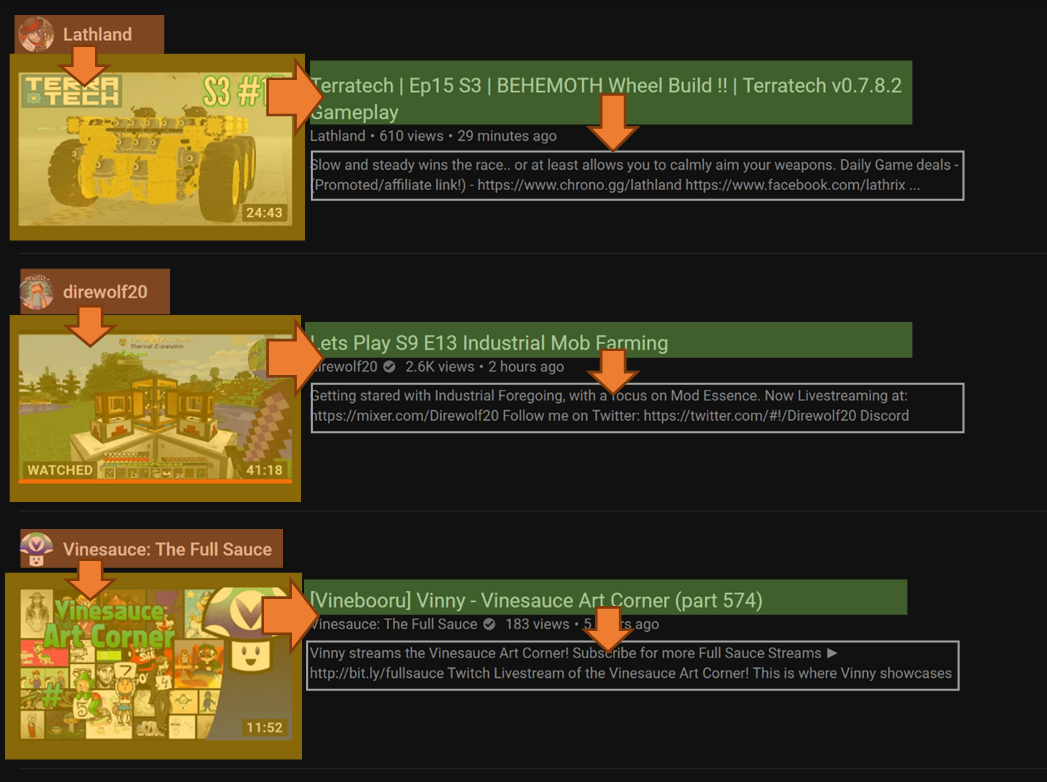 Lathland
TERRA
TECH
S3 #1
24:43
Terratech | Ep15 S3 | BEHEMOTH Wheel Build !! | Terratech v0.7.8.2
Gameplay
Lathland • 610 views • 29 minutes ago
Slow and steady wins the race.. or at least allows you to calmly aim your weapons. Daily Game deals -
(Promoted/affiliate link!) - https://www.chrono.gg/lathland https://www.facebook.com/lathrix ...
direwolf20
Thermal Expansion
WATCHED
41:18
Lets Play S9 E13 Industrial Mob Farming
direwolf20 2.6K views • 2 hours ago
Getting stared with Industrial Foregoing, with a focus on Mod Essence. Now Livestreaming at:
https://mixer.com/Direwolf20 Follow me on Twitter: https://twitter.com/#!/Direwolf20 Discord
Vinesauce: The Full Sauce
Vinesauce:
Art Corner
#
11:52
[Vinebooru] Vinny - Vinesauce Art Corner (part 574)
Vinesauce: The Full Sauce 183 views • 5 ago
Vinny streams the Vinesauce Art Corner! Subscribe for more Full Sauce Streams ►
http://bit.ly/fullsauce Twitch Livestream of the Vinesauce Art Corner! This is where Vinny showcases